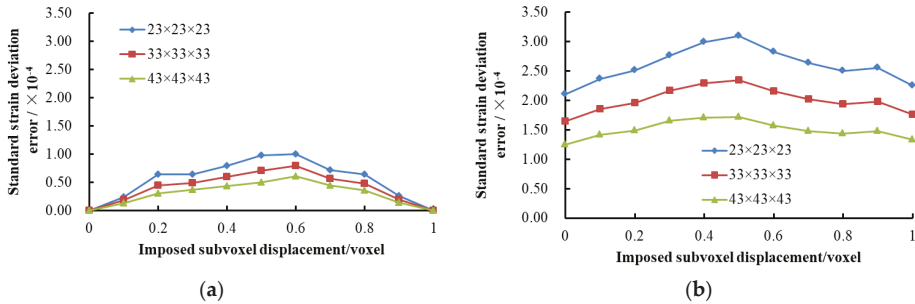 Standard strain deviation
error / ×10⁻⁴
3.50
3.00
2.50
2.00
1.50
1.00
0.50
0.00
23×23×23
33×33×33
43×43×43
0 0.2 0.4 0.6 0.8 1
Imposed subvoxel displacement/voxel
(a)
Standard strain deviation
error / ×10⁻⁴
3.50
3.00
2.50
2.00
1.50
1.00
0.50
0.00
23×23×23
33×33×33
43×43×43
0 0.2 0.4 0.6 0.8 1
Imposed subvoxel displacement/voxel
(b)